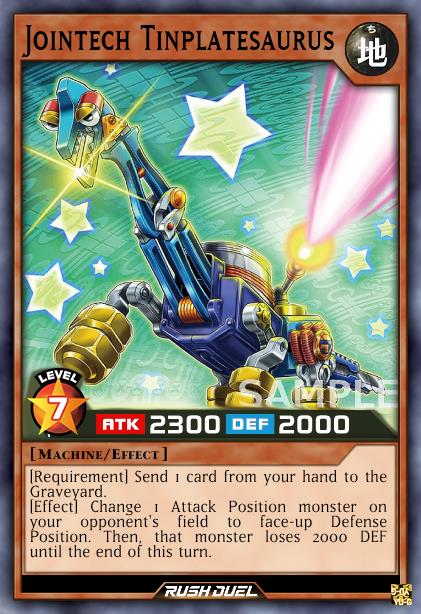 JOINTECH TINPLATESAURUS
ち
地
SAMPLE
LEVEL
7
ATK 2300 DEF 2000
[MACHINE/EFFECT]
[Requirement] Send 1 card from your hand to the
Graveyard.
[Effect] Change 1 Attack Position monster on
your opponent's field to face-up Defense
Position. Then, that monster loses 2000 DEF
until the end of this turn.
RUSH DUEL